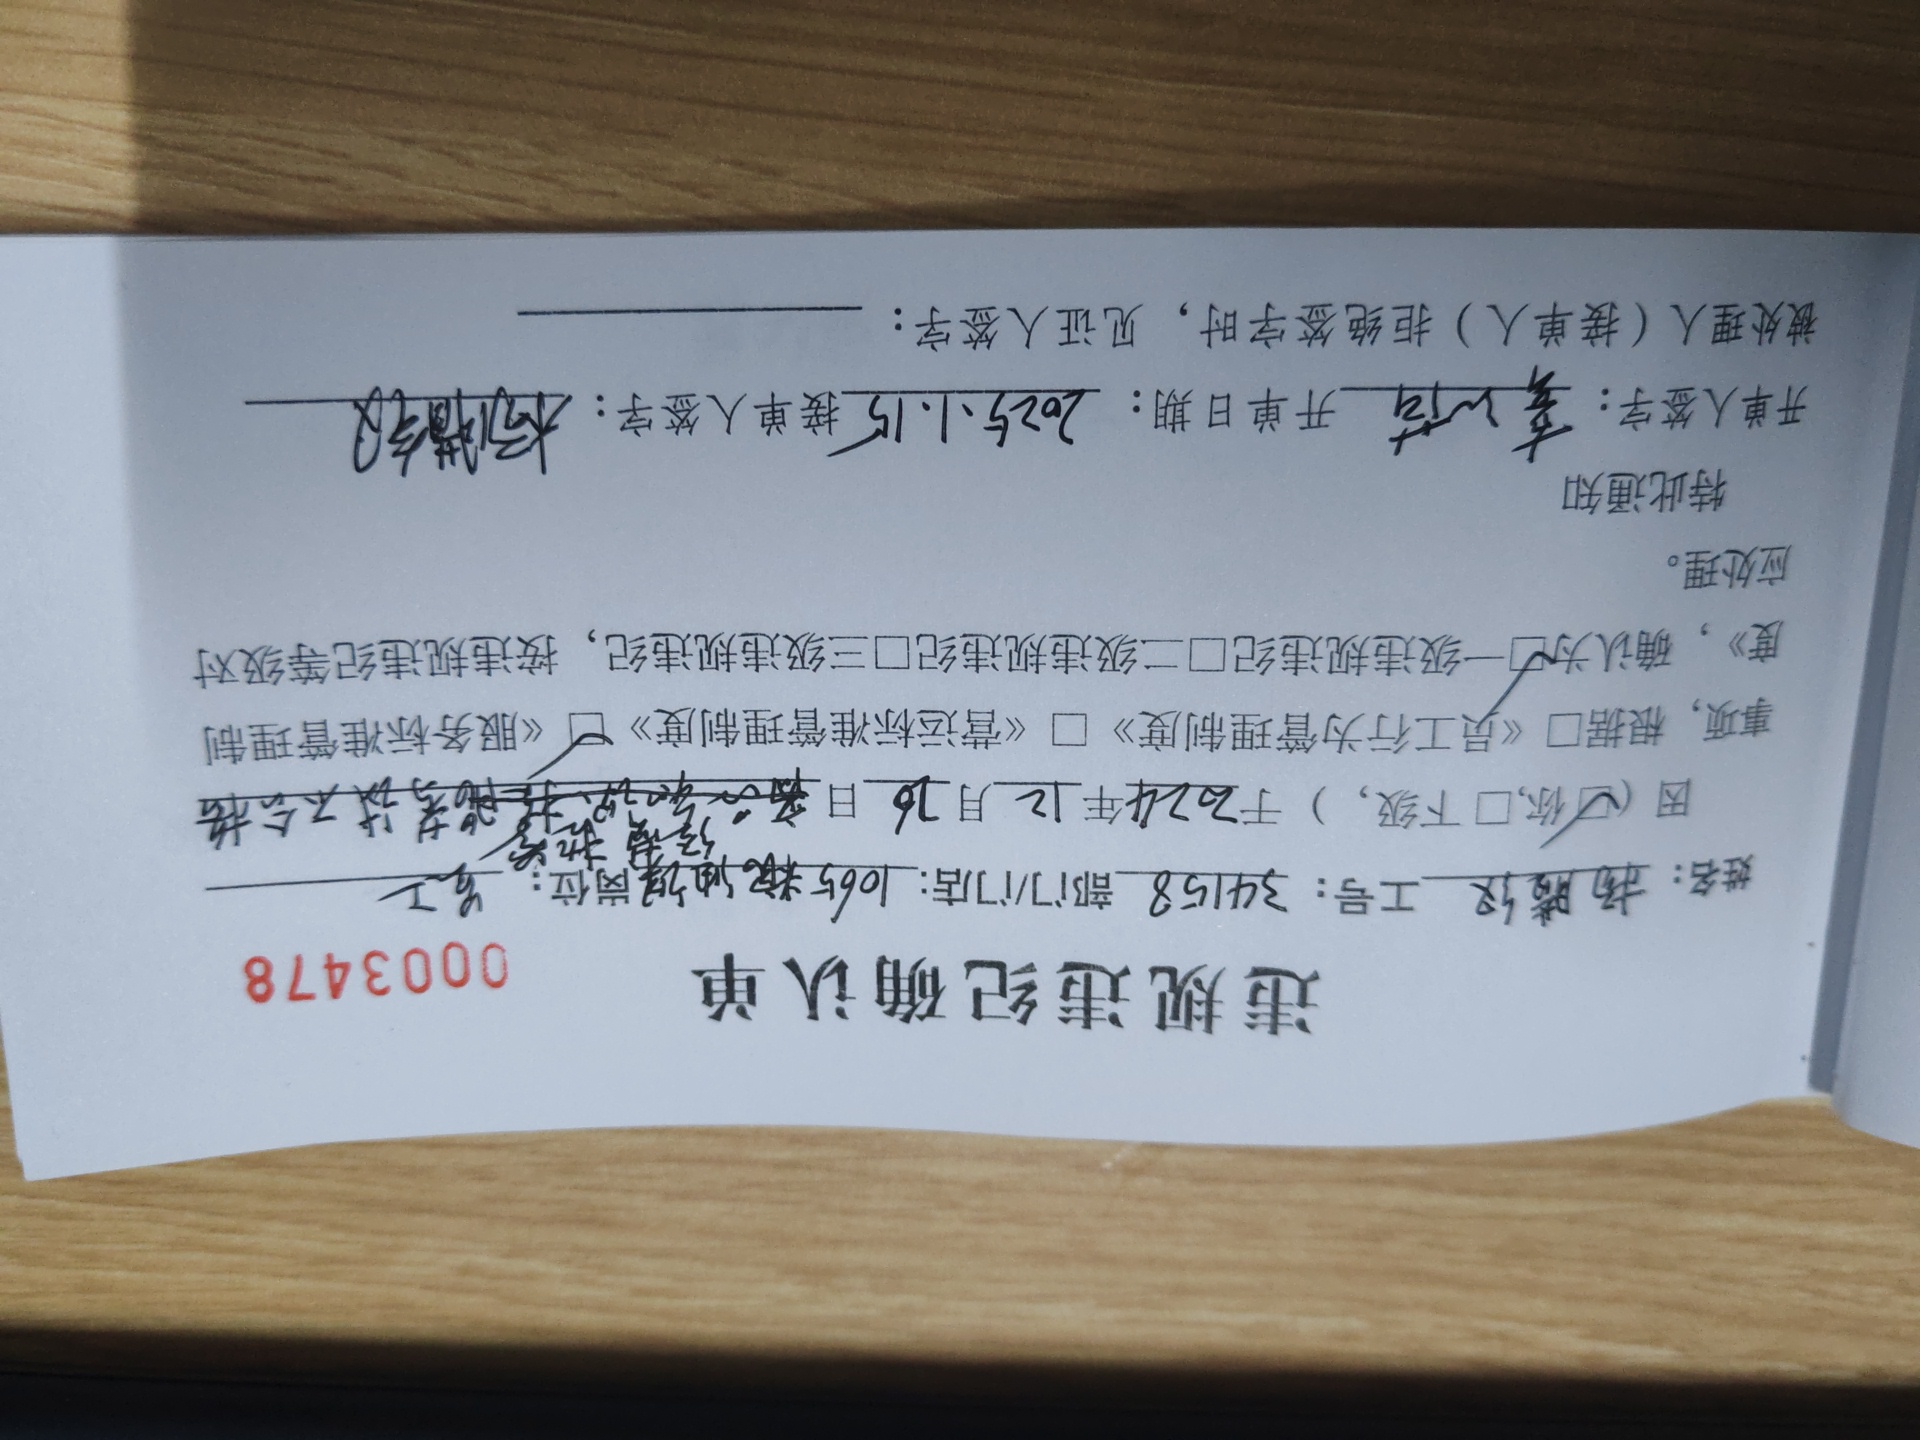 违规违纪确认单 0003478
姓名： 工号：34158 部门/门店：1065 岗位：员工
因（☑你,□下级，）于2024年12月26日 考试不合格
事项，根据□《员工行为管理制度》□《营运标准管理制度》☑《服务标准管理制
度》，确认为☑一级违规违纪□二级违规违纪□三级违规违纪，按违规违纪等级对
应处理。
特此通知
开单人签字： 开单日期：2025.1.15 接单人签字：
被处理人（接单人）拒绝签字时，见证人签字：